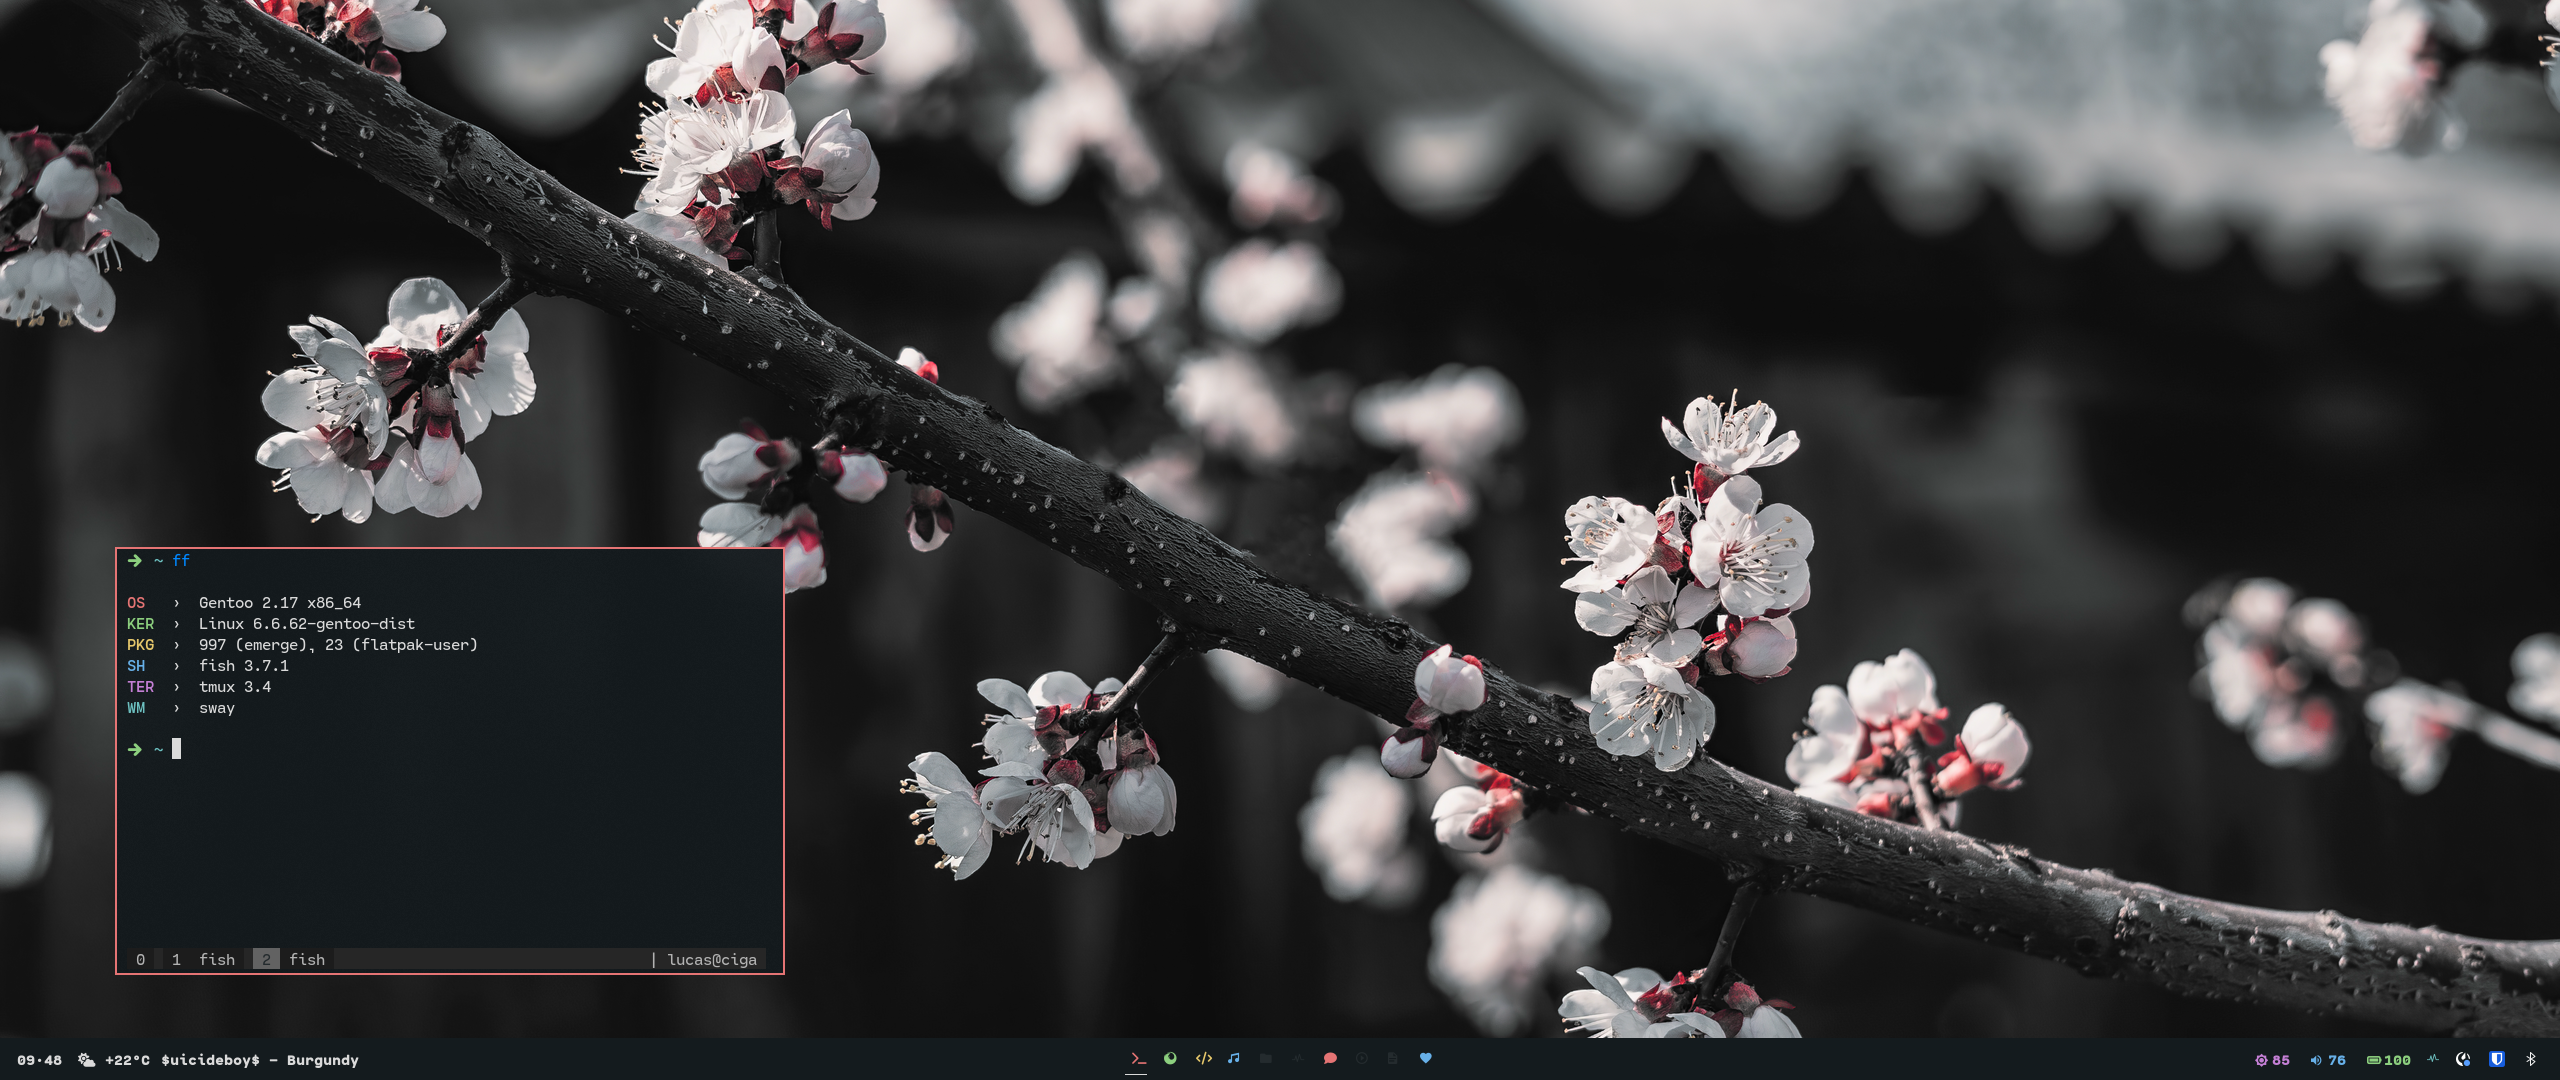 ➜ ~ ff
OS › Gentoo 2.17 x86_64
KER › Linux 6.6.62-gentoo-dist
PKG › 997 (emerge), 23 (flatpak-user)
SH › fish 3.7.1
TER › tmux 3.4
WM › sway
➜ ~
0 1 fish 2 fish | lucas@ciga
09·48 +22°C $uicideboy$ - Burgundy 85 76 100